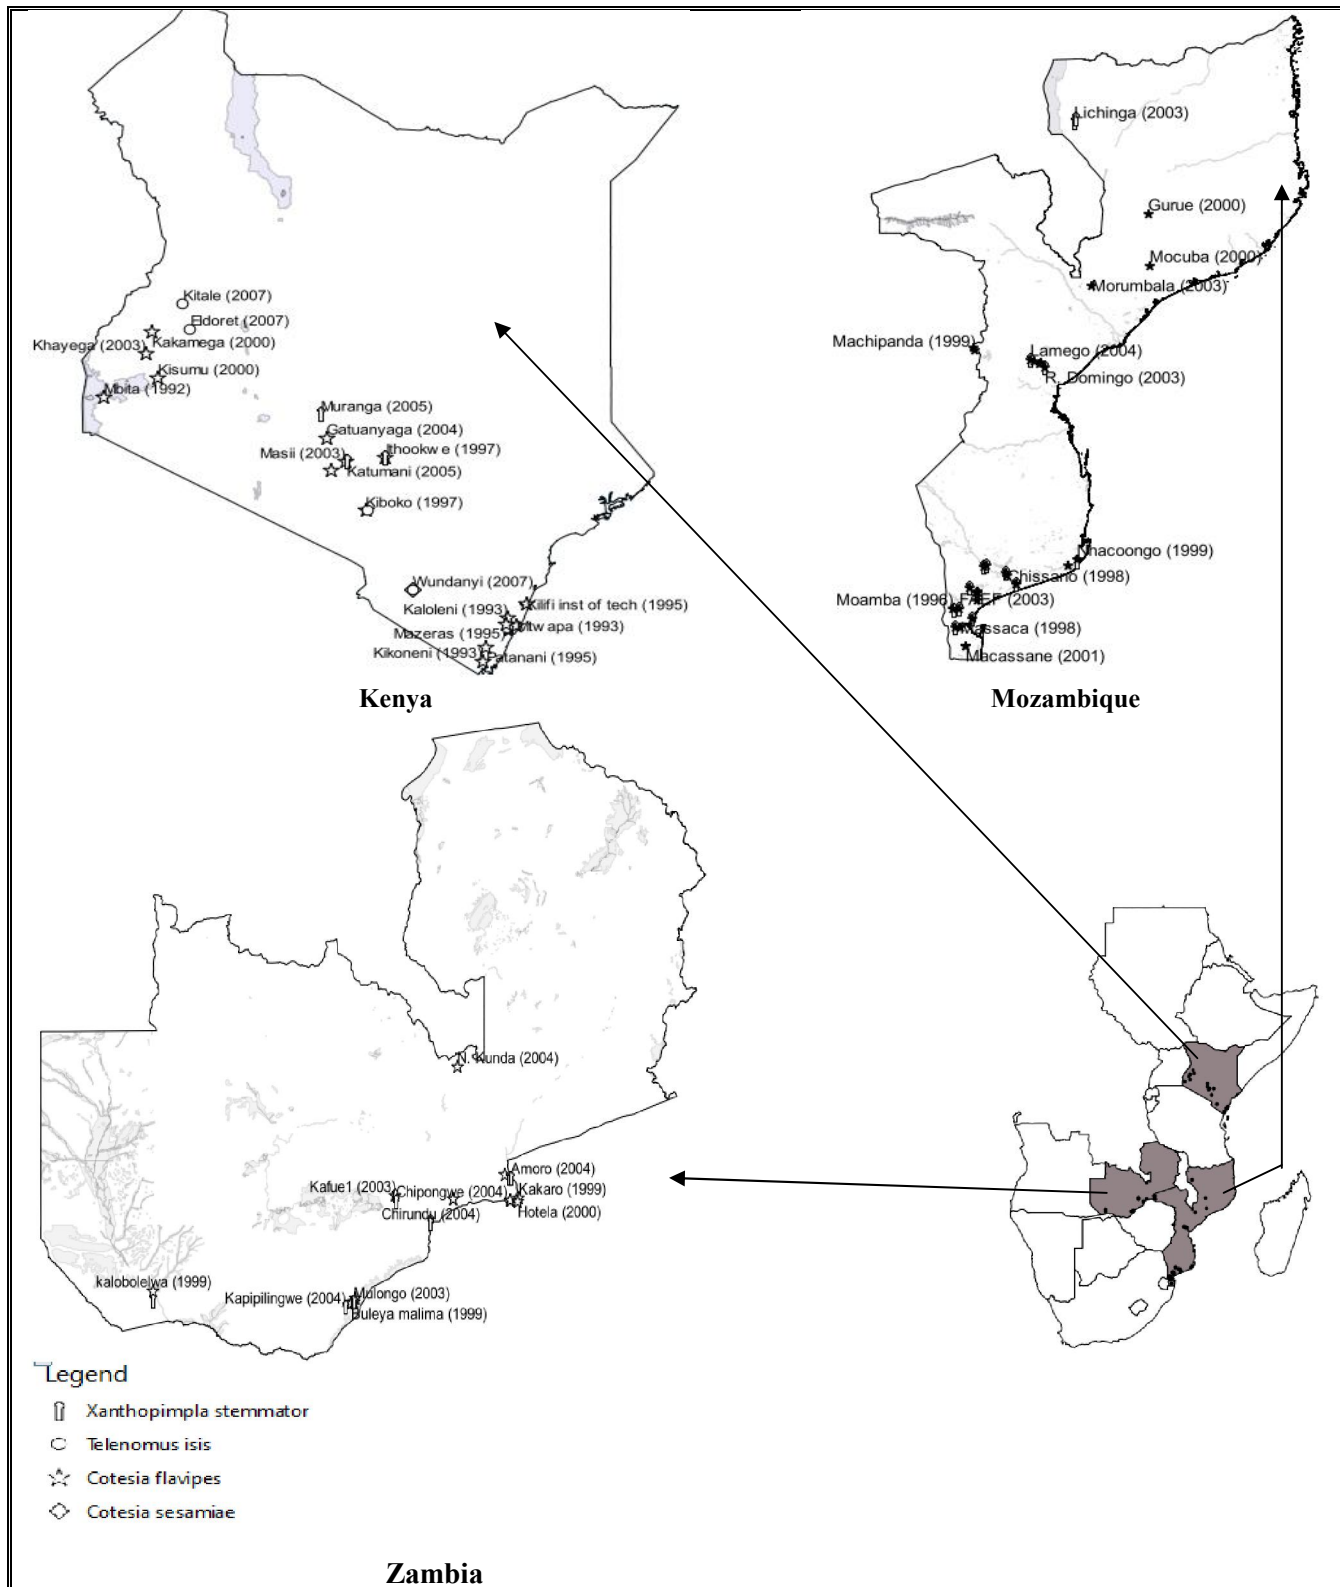 Kitale (2007)
Eldoret (2007)
Khayega (2003)
Kakamega (2000)
Kisumu (2000)
Mbita (1992)
Muranga (2005)
Gatuanyaga (2004)
Masii (2003)
Ithookwe (1997)
Katumani (2005)
Kiboko (1997)
Wundanyi (2007)
Kaloleni (1993)
Kilifi inst of tech (1995)
Mazeras (1995)
Mtwapa (1993)
Kikoneni (1993)
Patanani (1995)
Kenya
Lichinga (2003)
Gurue (2000)
Mocuba (2000)
Morumbala (2003)
Machipanda (1999)
Lamego (2004)
R. Domingo (2003)
Nhacoongo (1999)
Chissano (1998)
Moamba (1996)
FAEF (2003)
Massaca (1998)
Macassane (2001)
Mozambique
N. Kunda (2004)
Amoro (2004)
Kafue1 (2003)
Chipongwe (2004)
Kakaro (1999)
Chirundu (2004)
Hotela (2000)
kalobolelwa (1999)
Kapipilingwe (2004)
Mulongo (2003)
Buleya malima (1999)
Legend
Xanthopimpla stemmator
Telenomus isis
Cotesia flavipes
Cotesia sesamiae
Zambia